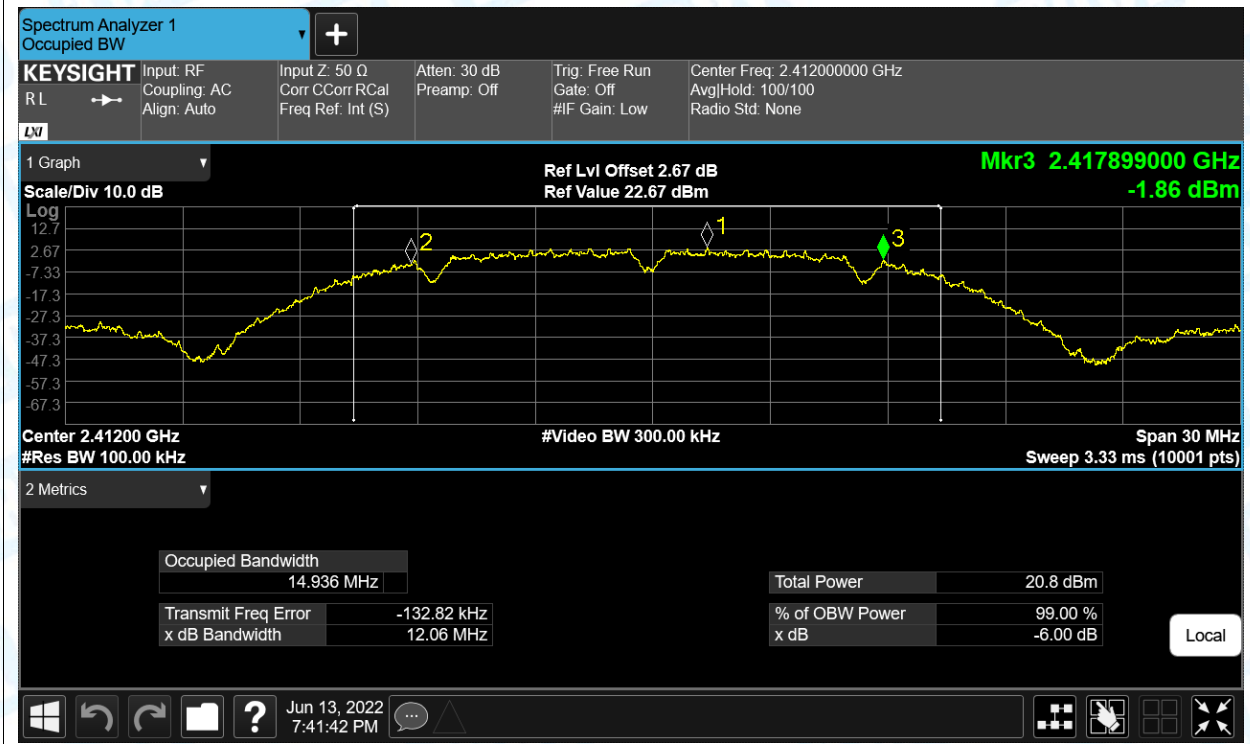 Spectrum Analyzer 1
Occupied BW
KEYSIGHT
R L
LXI
Input: RF
Coupling: AC
Align: Auto
Input Z: 50 Ω
Corr CCorr RCal
Freq Ref: Int (S)
Atten: 30 dB
Preamp: Off
Trig: Free Run
Gate: Off
#IF Gain: Low
Center Freq: 2.412000000 GHz
Avg|Hold: 100/100
Radio Std: None
1 Graph
Scale/Div 10.0 dB
Ref Lvl Offset 2.67 dB
Ref Value 22.67 dBm
Mkr3 2.417899000 GHz
-1.86 dBm
Log
12.7
2.67
-7.33
-17.3
-27.3
-37.3
-47.3
-57.3
-67.3
2
1
3
Center 2.41200 GHz
#Video BW 300.00 kHz
Span 30 MHz
#Res BW 100.00 kHz
Sweep 3.33 ms (10001 pts)
2 Metrics
Occupied Bandwidth
14.936 MHz
Total Power 20.8 dBm
Transmit Freq Error -132.82 kHz
% of OBW Power 99.00 %
x dB Bandwidth 12.06 MHz
x dB -6.00 dB
Local
?
Jun 13, 2022
7:41:42 PM